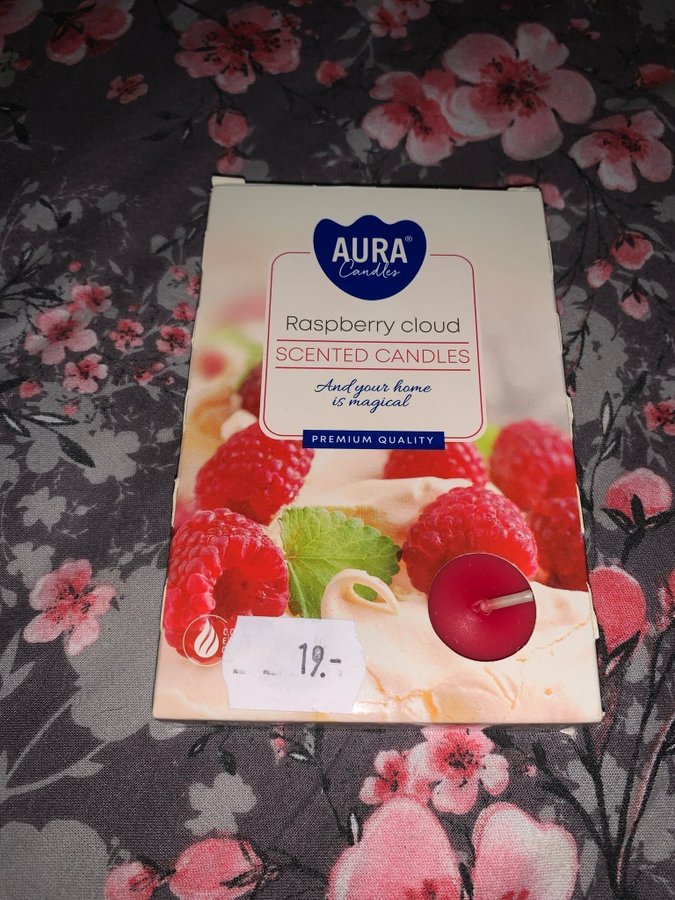 AURA®
Candles
Raspberry cloud
SCENTED CANDLES
And your home
is magical
PREMIUM QUALITY
19.-